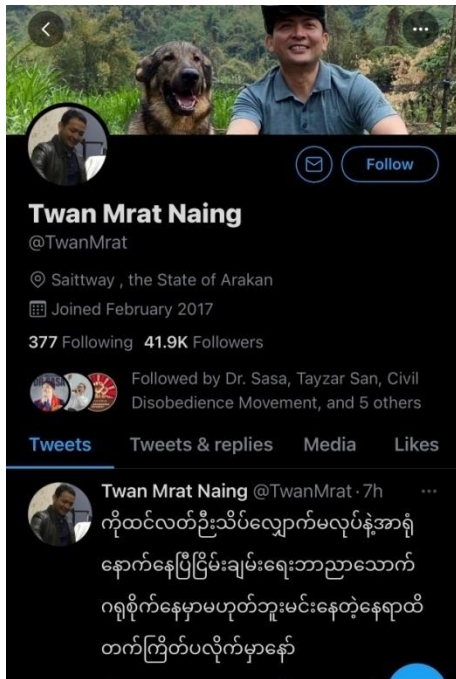 Follow
Twan Mrat Naing
@TwanMrat
Saittway , the State of Arakan
Joined February 2017
377 Following 41.9K Followers
Followed by Dr. Sasa, Tayzar San, Civil
Disobedience Movement, and 5 others
Tweets Tweets & replies Media Likes
Twan Mrat Naing @TwanMrat · 7h
ကိုထင်လတ်ဦးသိပ်လျှောက်မလုပ်နဲ့အာရုံ
နောက်နေပြီငြိမ်းချမ်းရေးဘာညာသောက်
ဂရုစိုက်နေမှာမဟုတ်ဘူးမင်းနေတဲ့နေရာထိ
တက်ကြိတ်ပလိုက်မှာနော်